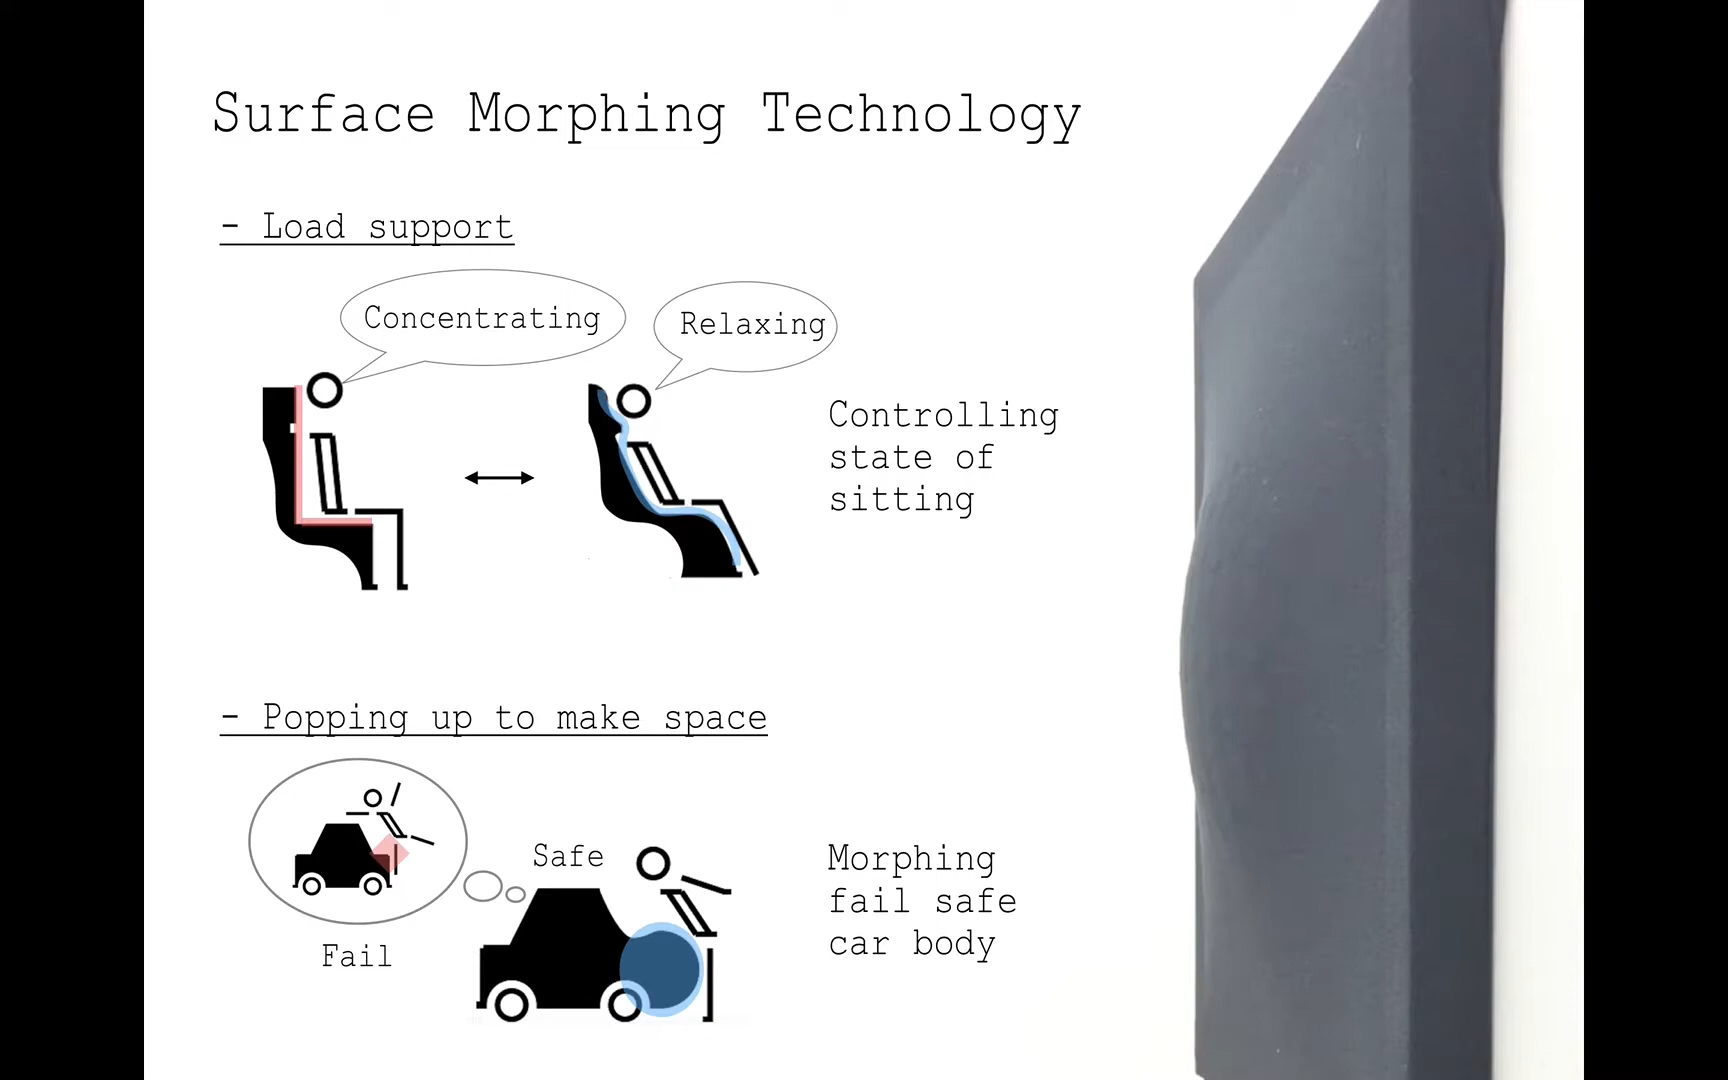 Surface Morphing Technology
- Load support
Concentrating
Relaxing
Controlling
state of
sitting
- Popping up to make space
Safe
Fail
Morphing
fail safe
car body